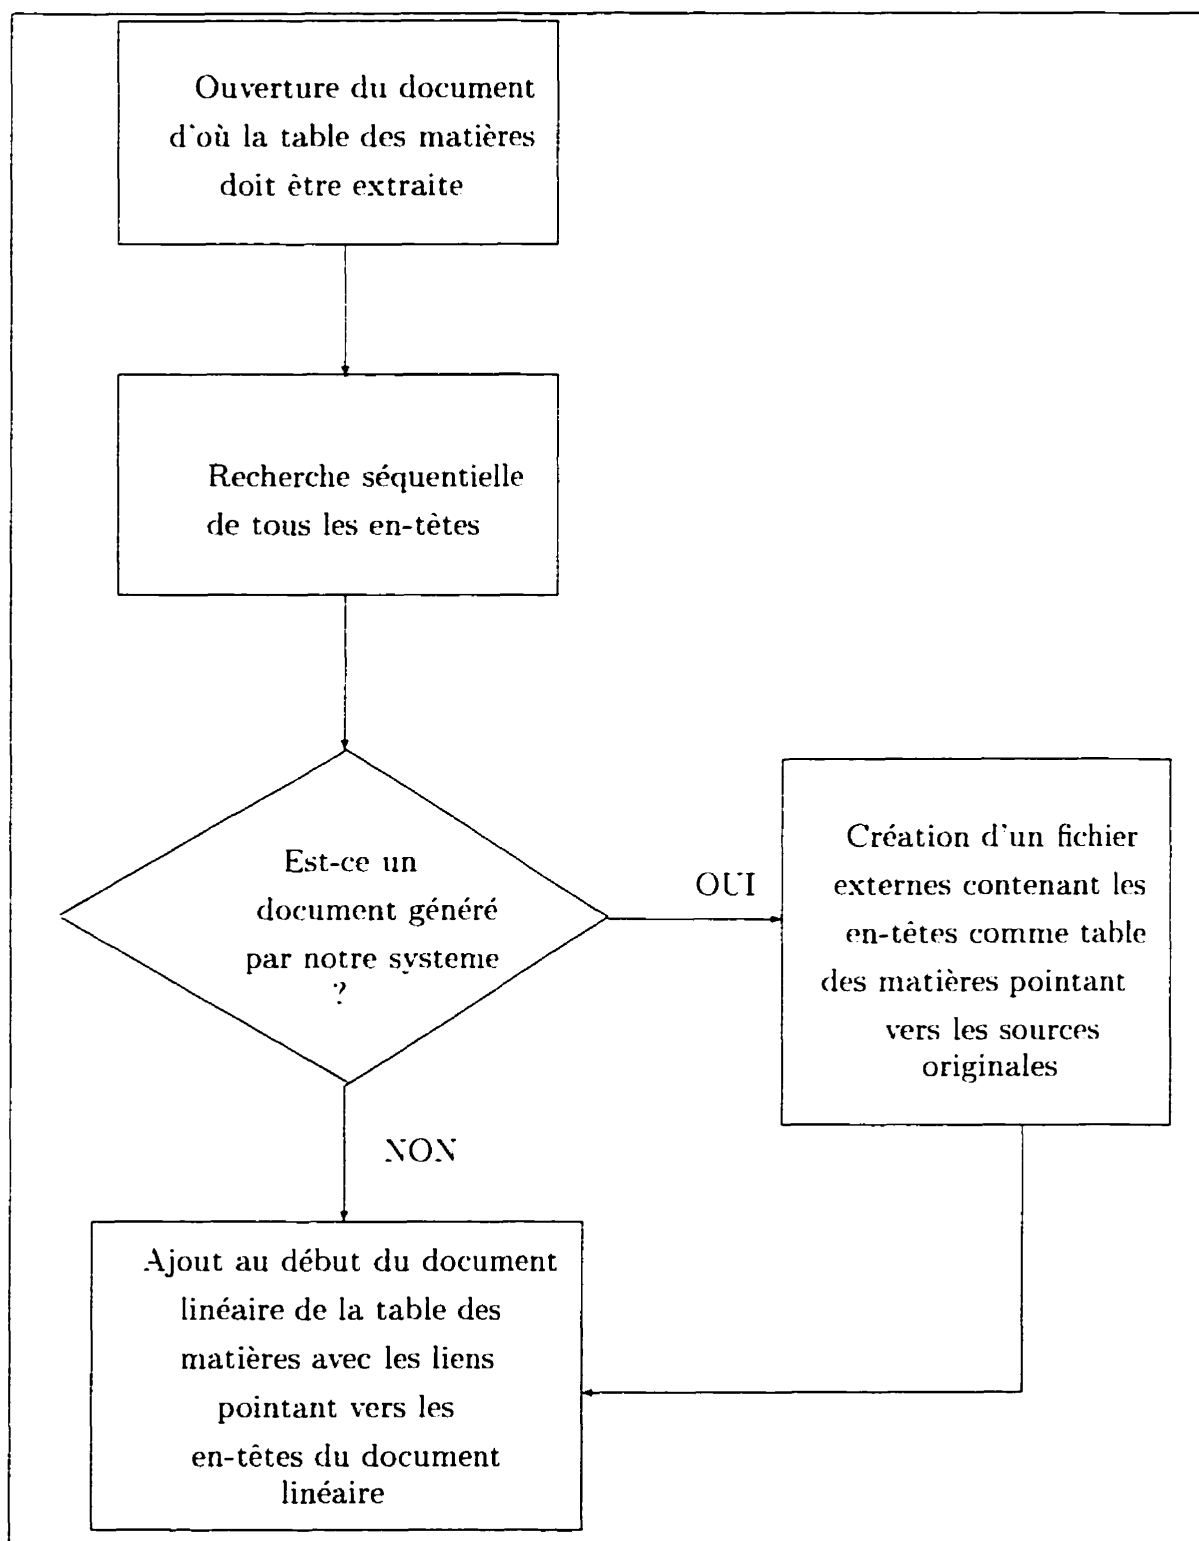 Ouverture du document
d'où la table des matières
doit être extraite
Recherche séquentielle
de tous les en-têtes
Est-ce un
document généré
par notre systeme
?
OUI
Création d'un fichier
externes contenant les
en-têtes comme table
des matières pointant
vers les sources
originales
NON
Ajout au début du document
linéaire de la table des
matières avec les liens
pointant vers les
en-têtes du document
linéaire